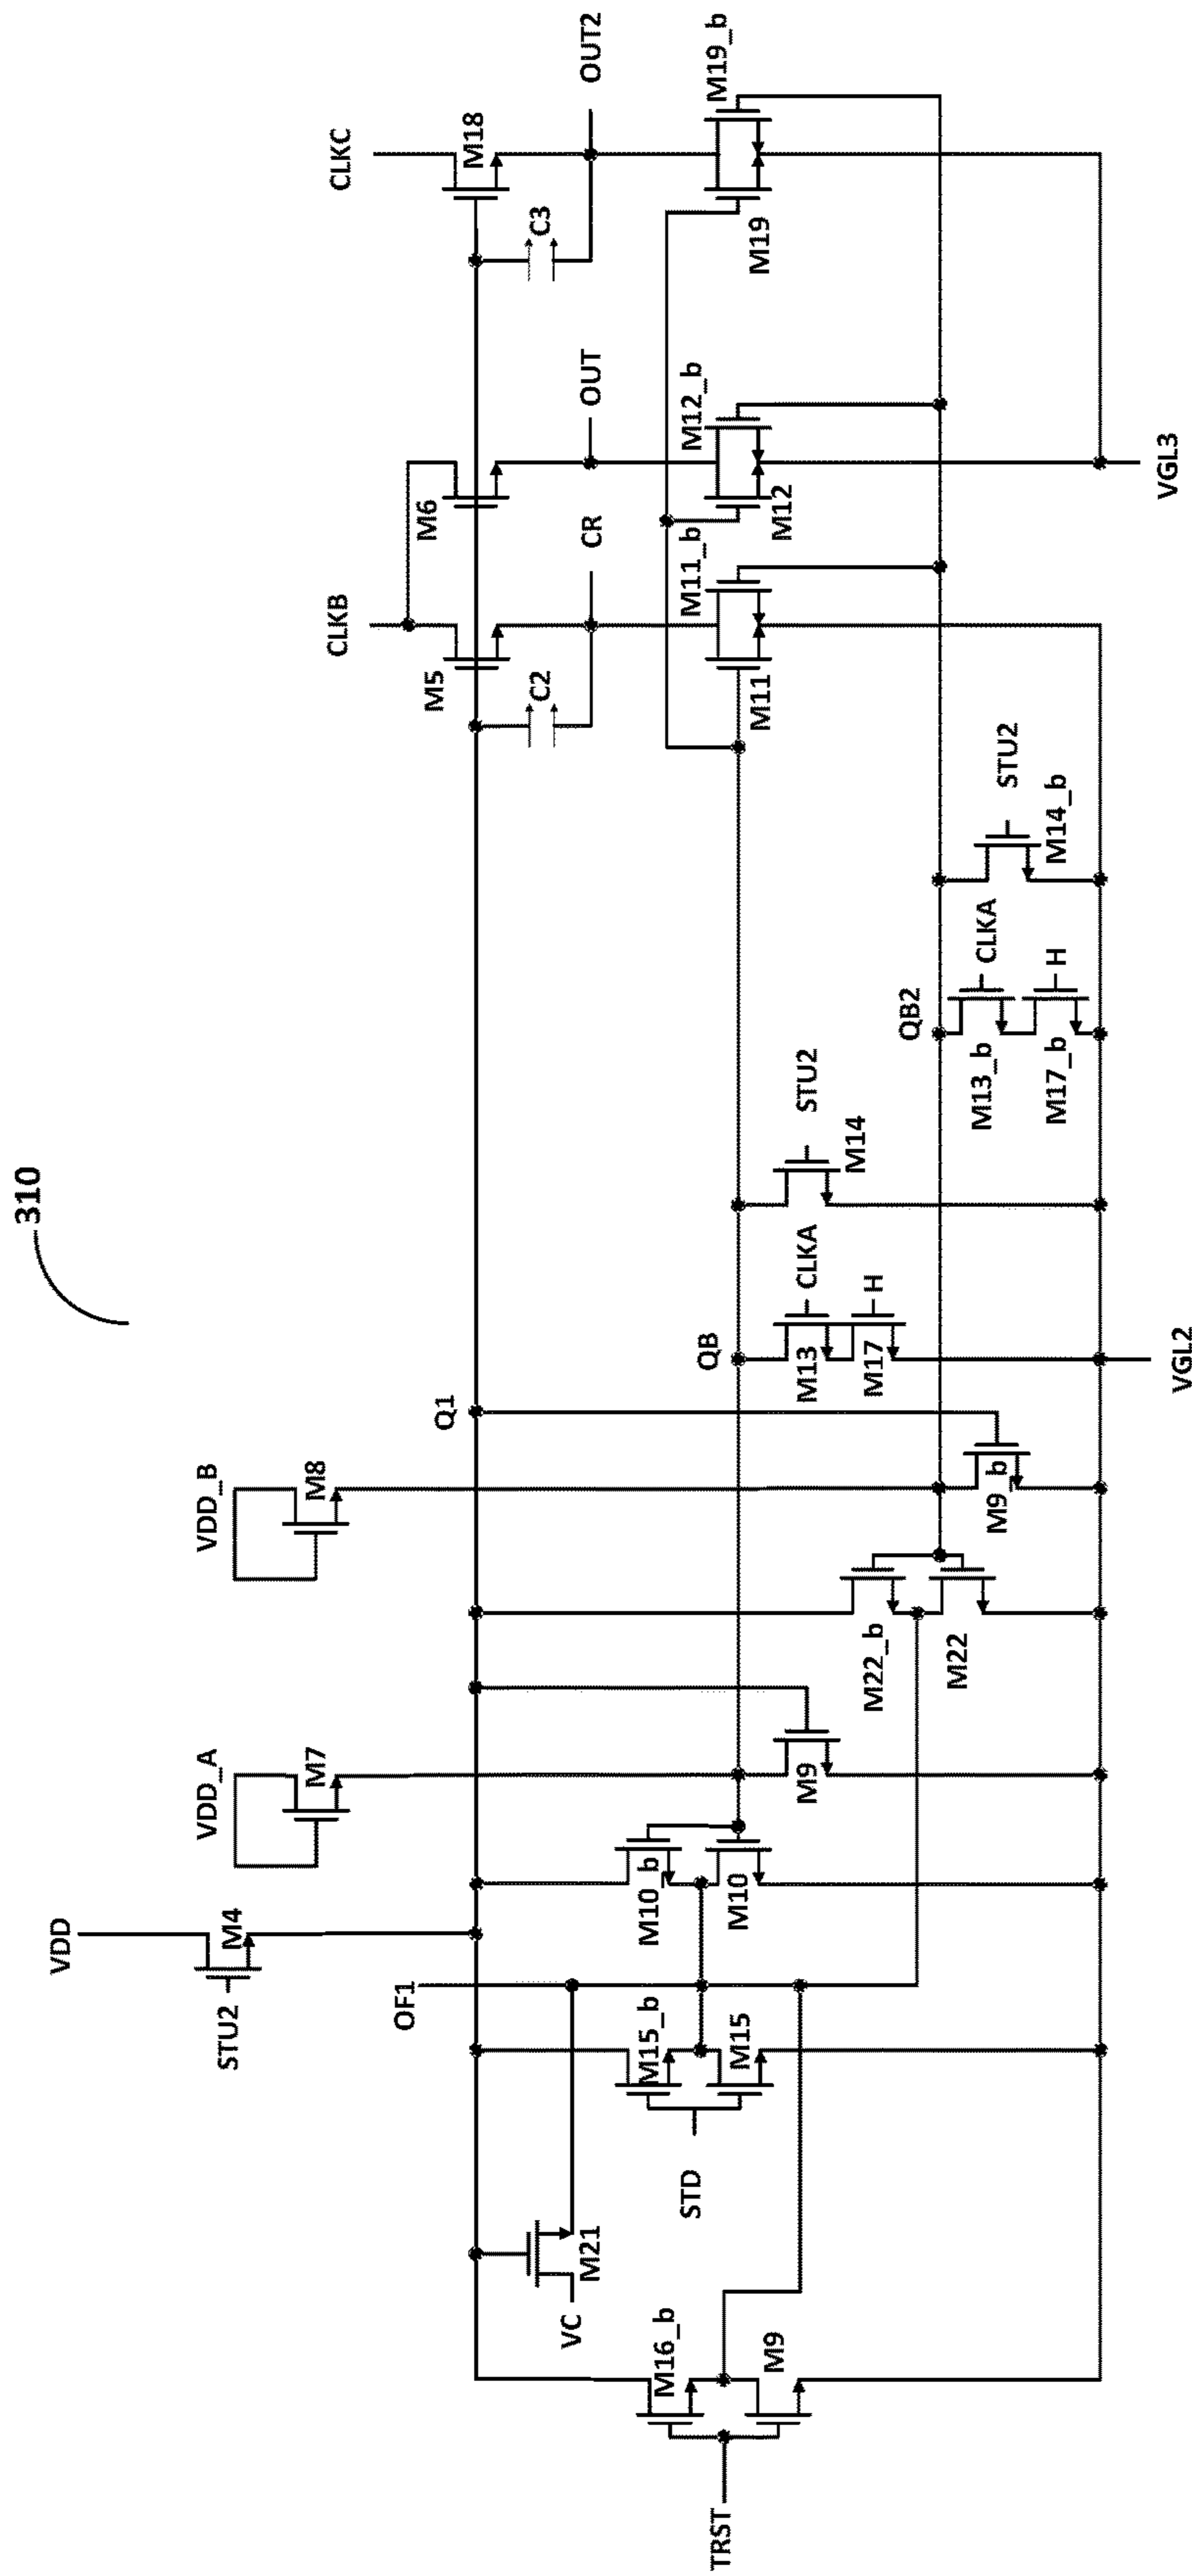 310
VDD
STU2
M4
VDD_A
M7
VDD_B
M8
Q1
CLKB
CLKC
M5
M6
M18
C2
C3
CR
OUT
OUT2
OF1
VC
M21
TRST
M16_b
M9
STD
M15_b
M15
M10_b
M10
M9
M22_b
M22
M9_b
QB
M13
CLKA
M17
H
STU2
M14
QB2
M13_b
CLKA
M17_b
H
STU2
M14_b
M11
M11_b
M12
M12_b
M19
M19_b
VGL2
VGL3